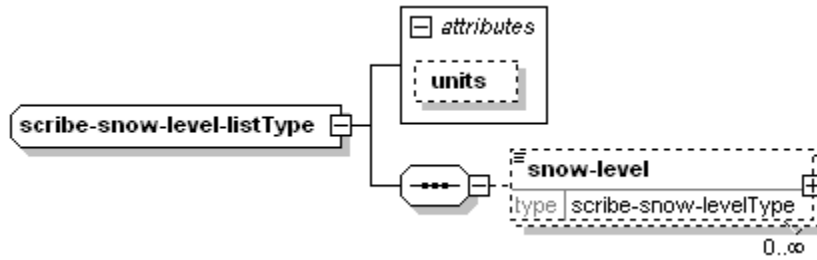 attributes
units
scribe-snow-level-listType
snow-level
type scribe-snow-levelType
0..∞